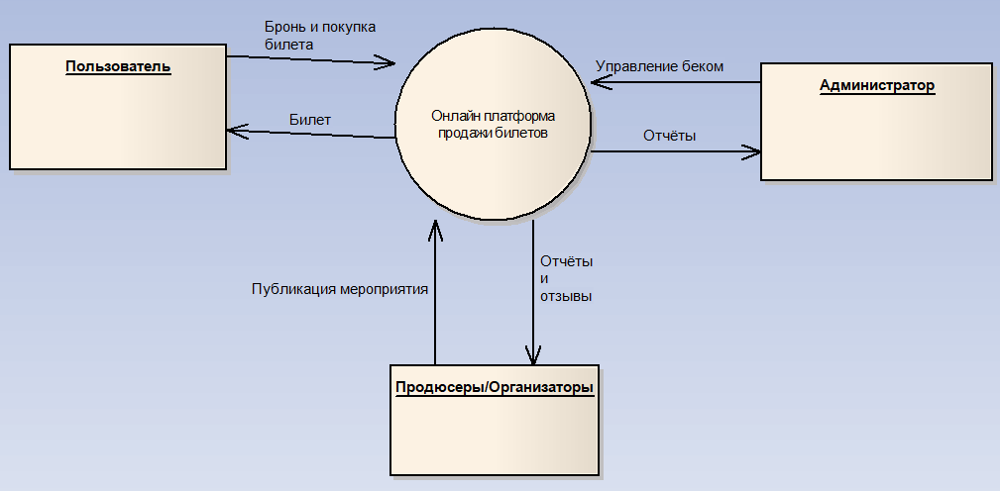 Бронь и покупка
билета
Пользователь
Билет
Онлайн платформа
продажи билетов
Управление беком
Администратор
Отчёты
Публикация мероприятия
Отчёты
и
отзывы
Продюсеры/Организаторы